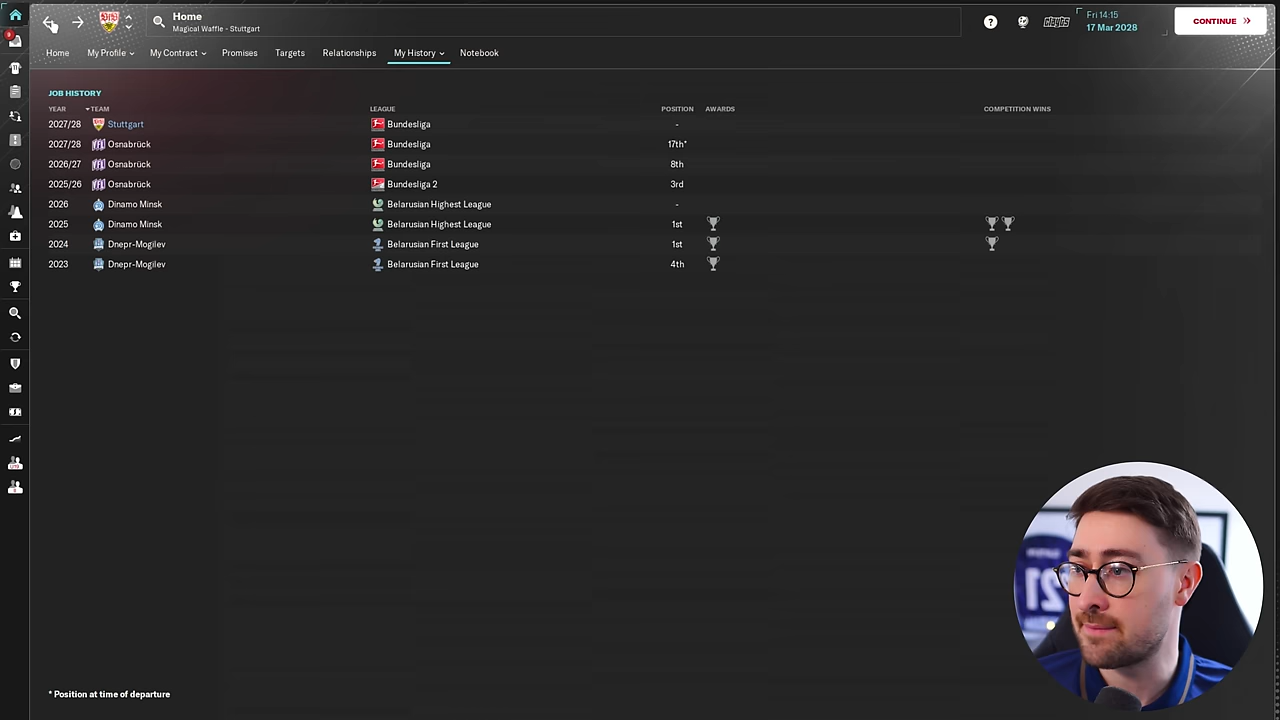 Home
Magical Waffle - Stuttgart
?
clayts
Fri 14:15
17 Mar 2028
CONTINUE
Home
My Profile
My Contract
Promises
Targets
Relationships
My History
Notebook
JOB HISTORY
YEAR TEAM LEAGUE POSITION AWARDS COMPETITION WINS
2027/28 Stuttgart Bundesliga -
2027/28 Osnabrück Bundesliga 17th*
2026/27 Osnabrück Bundesliga 8th
2025/26 Osnabrück Bundesliga 2 3rd
2026 Dinamo Minsk Belarusian Highest League -
2025 Dinamo Minsk Belarusian Highest League 1st
2024 Dnepr-Mogilev Belarusian First League 1st
2023 Dnepr-Mogilev Belarusian First League 4th
21
* Position at time of departure